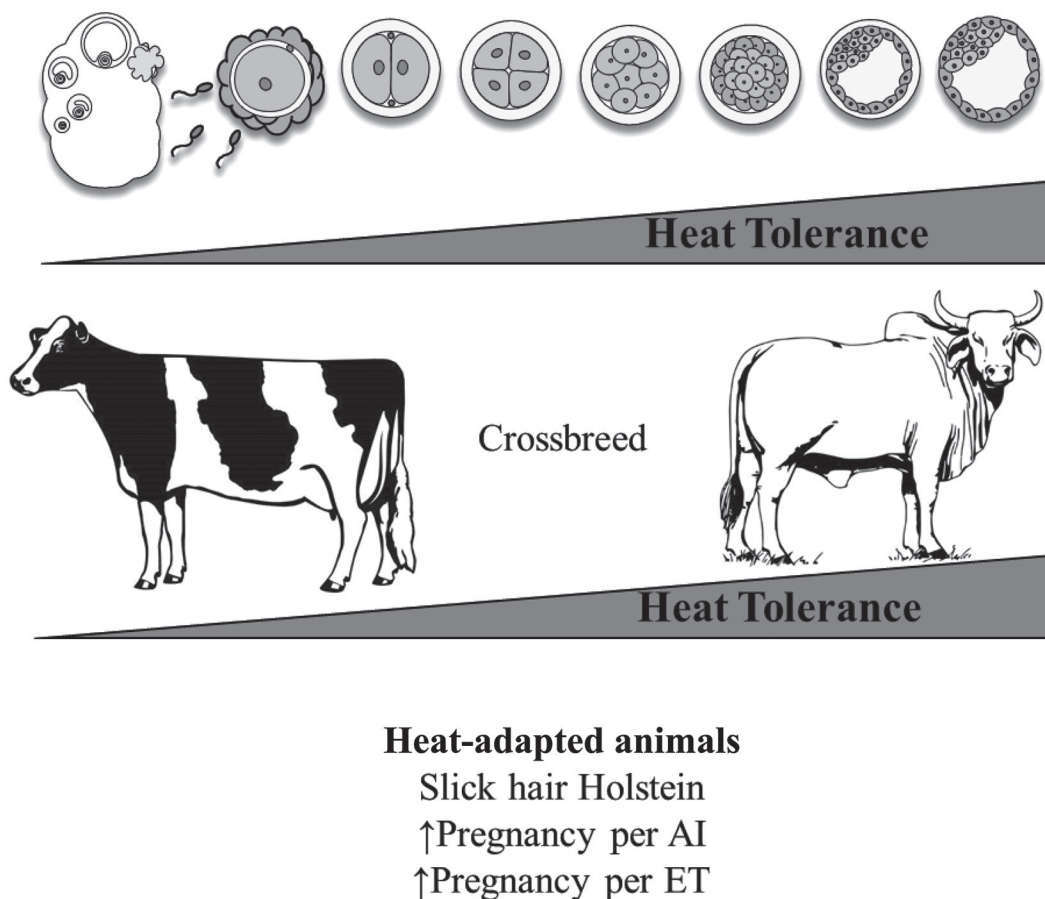 Heat Tolerance
Crossbreed
Heat Tolerance
Heat-adapted animals
Slick hair Holstein
↑Pregnancy per AI
↑Pregnancy per ET